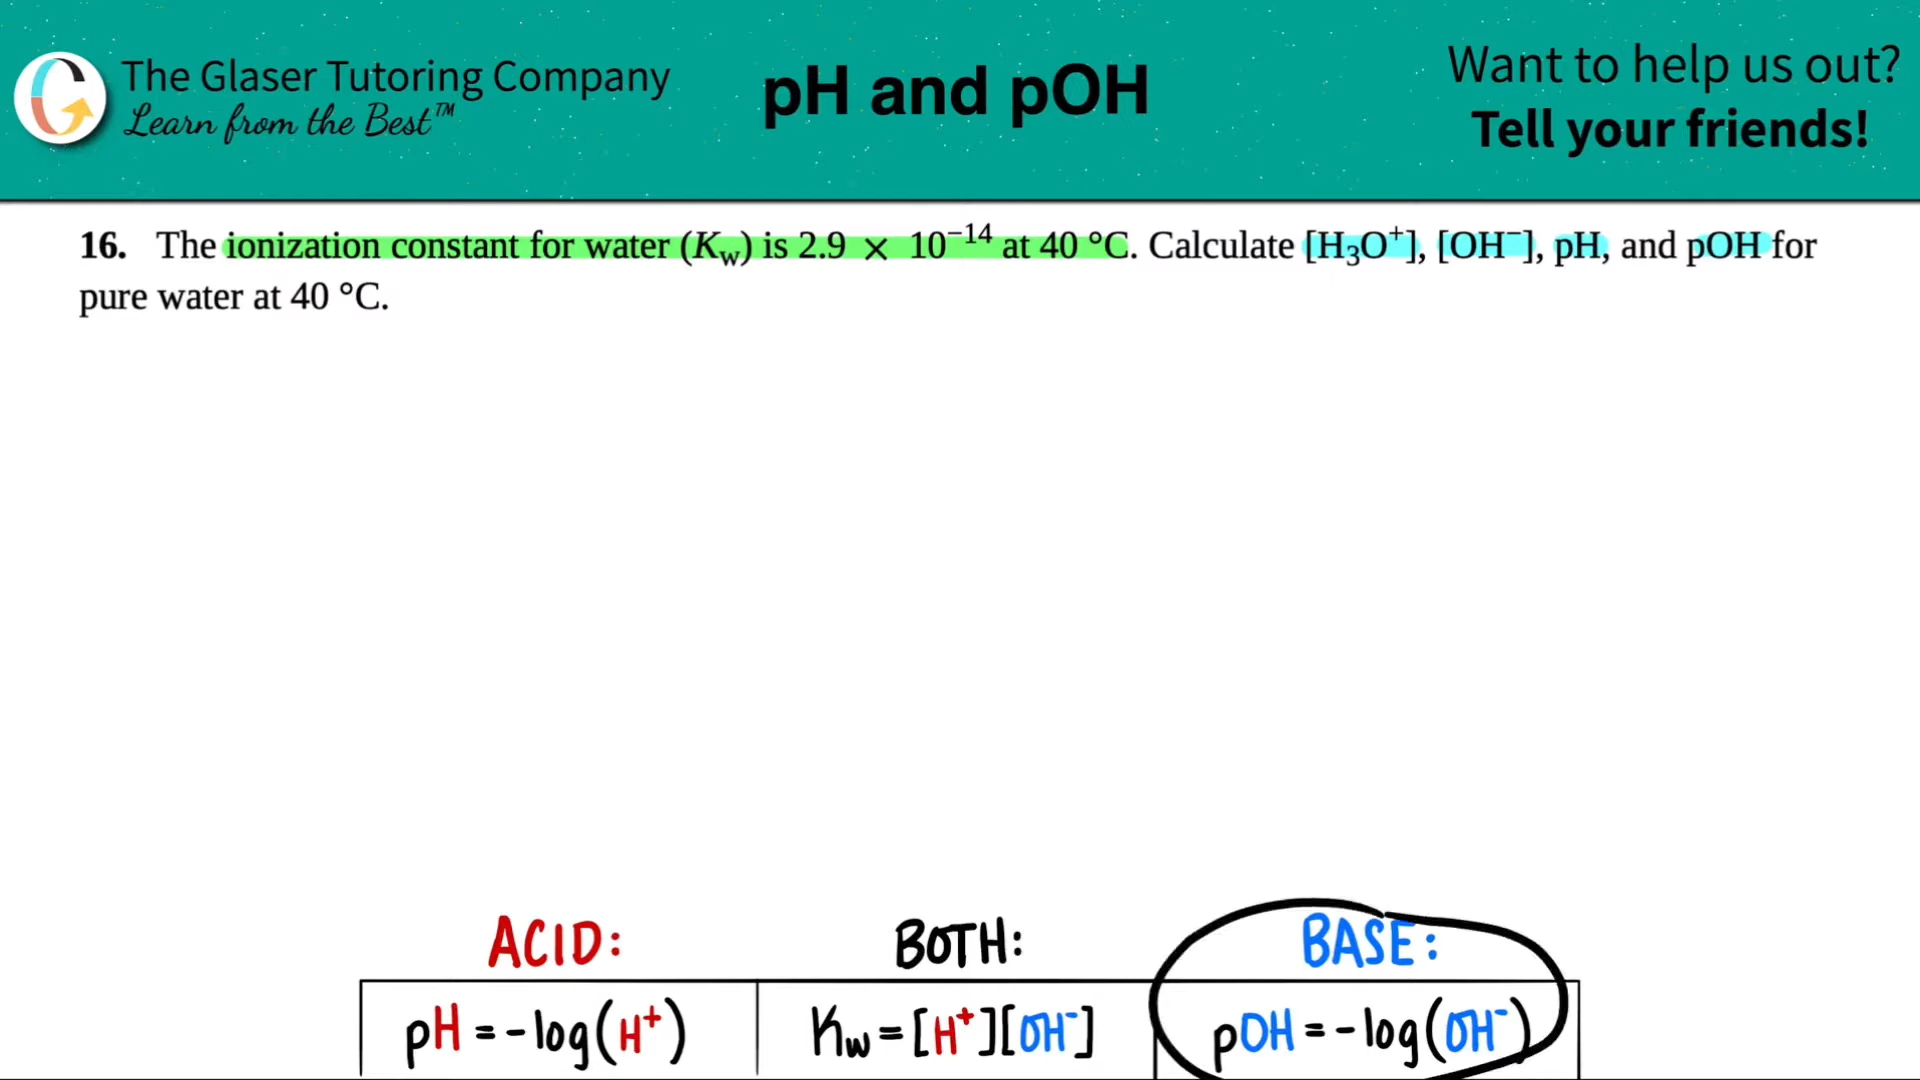 The Glaser Tutoring Company
Learn from the Best™
pH and pOH
Want to help us out?
Tell your friends!
16. The ionization constant for water (Kw) is 2.9 × 10⁻¹⁴ at 40 °C. Calculate [H₃O⁺], [OH⁻], pH, and pOH for
pure water at 40 °C.
ACID:
BOTH:
BASE:
pH = -log(H⁺)
Kw = [H⁺][OH⁻]
pOH = -log(OH⁻)